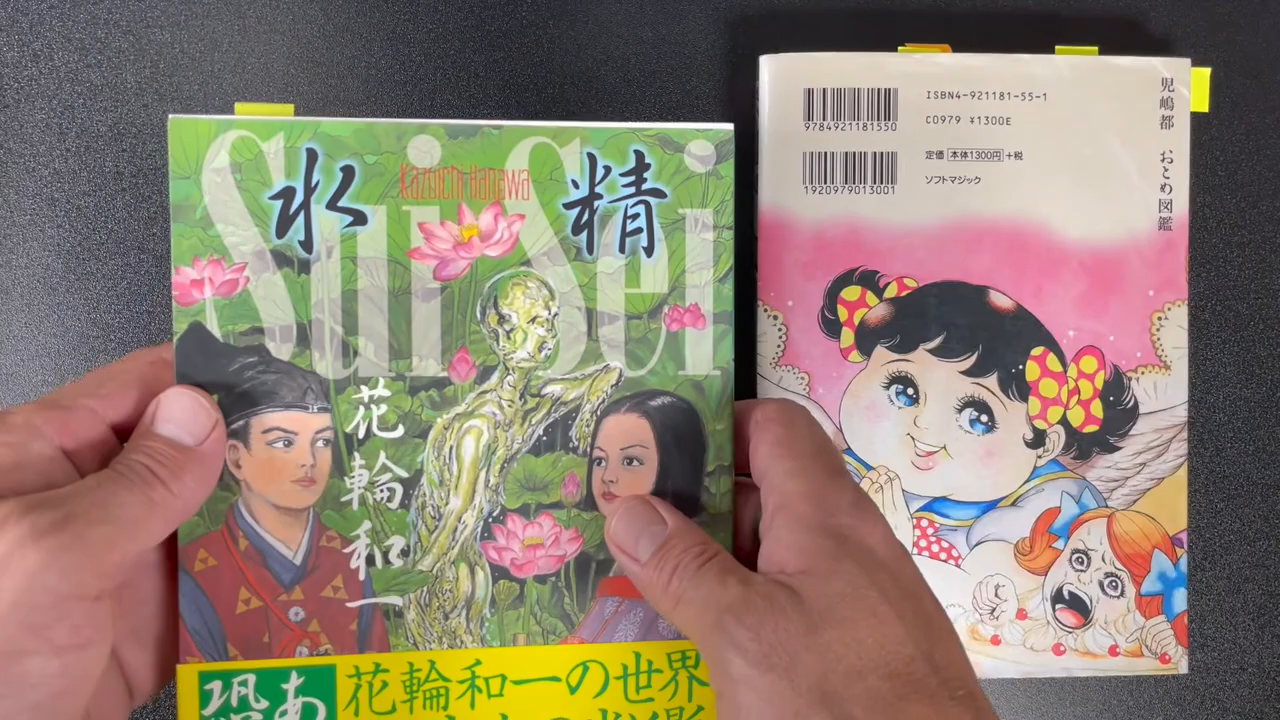 Sui.Sei
水精
Kazuichi Hanawa
花輪和一
恐あ
花輪和一の世界
9784921181550
ISBN4-921181-55-1
C0979 ¥1300E
1920979013001
定価 本体1300円 +税
ソフトマジック
児嶋都 おとめ図鑑